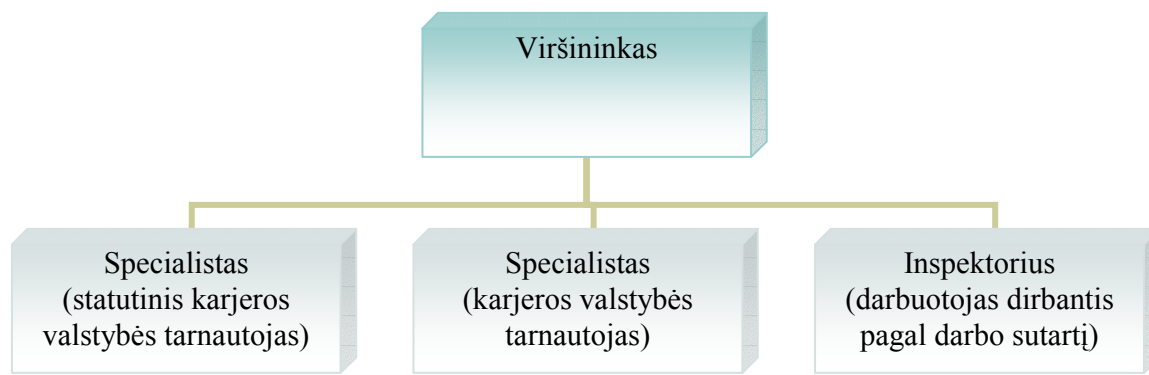 Viršininkas
Specialistas
(statutinis karjeros
valstybės tarnautojas)
Specialistas
(karjeros valstybės
tarnautojas)
Inspektorius
(darbuotojas dirbantis
pagal darbo sutartį)